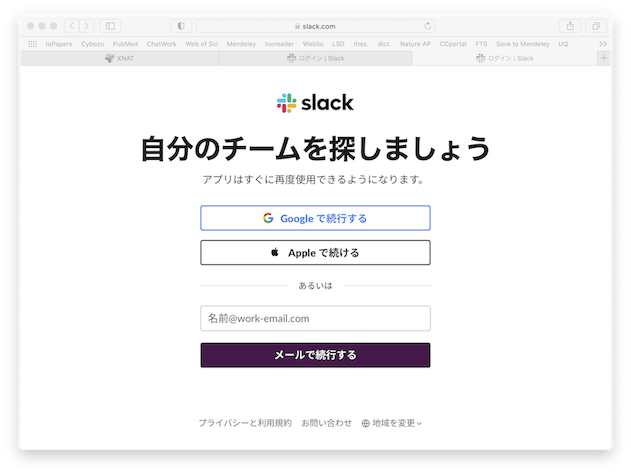 slack.com
toPapers Cybozu PubMed ChatWork Web of Sci Mendeley Inoreader Weblio LSD thes. dict. Nature AP CCportal FTS Save to Mendeley UQ >>
XNAT ログイン | Slack ログイン | Slack +
slack
自分のチームを探しましょう
アプリはすぐに再度使用できるようになります。
Google で続行する
Apple で続ける
あるいは
名前@work-email.com
メールで続行する
プライバシーと利用規約 お問い合わせ 地域を変更